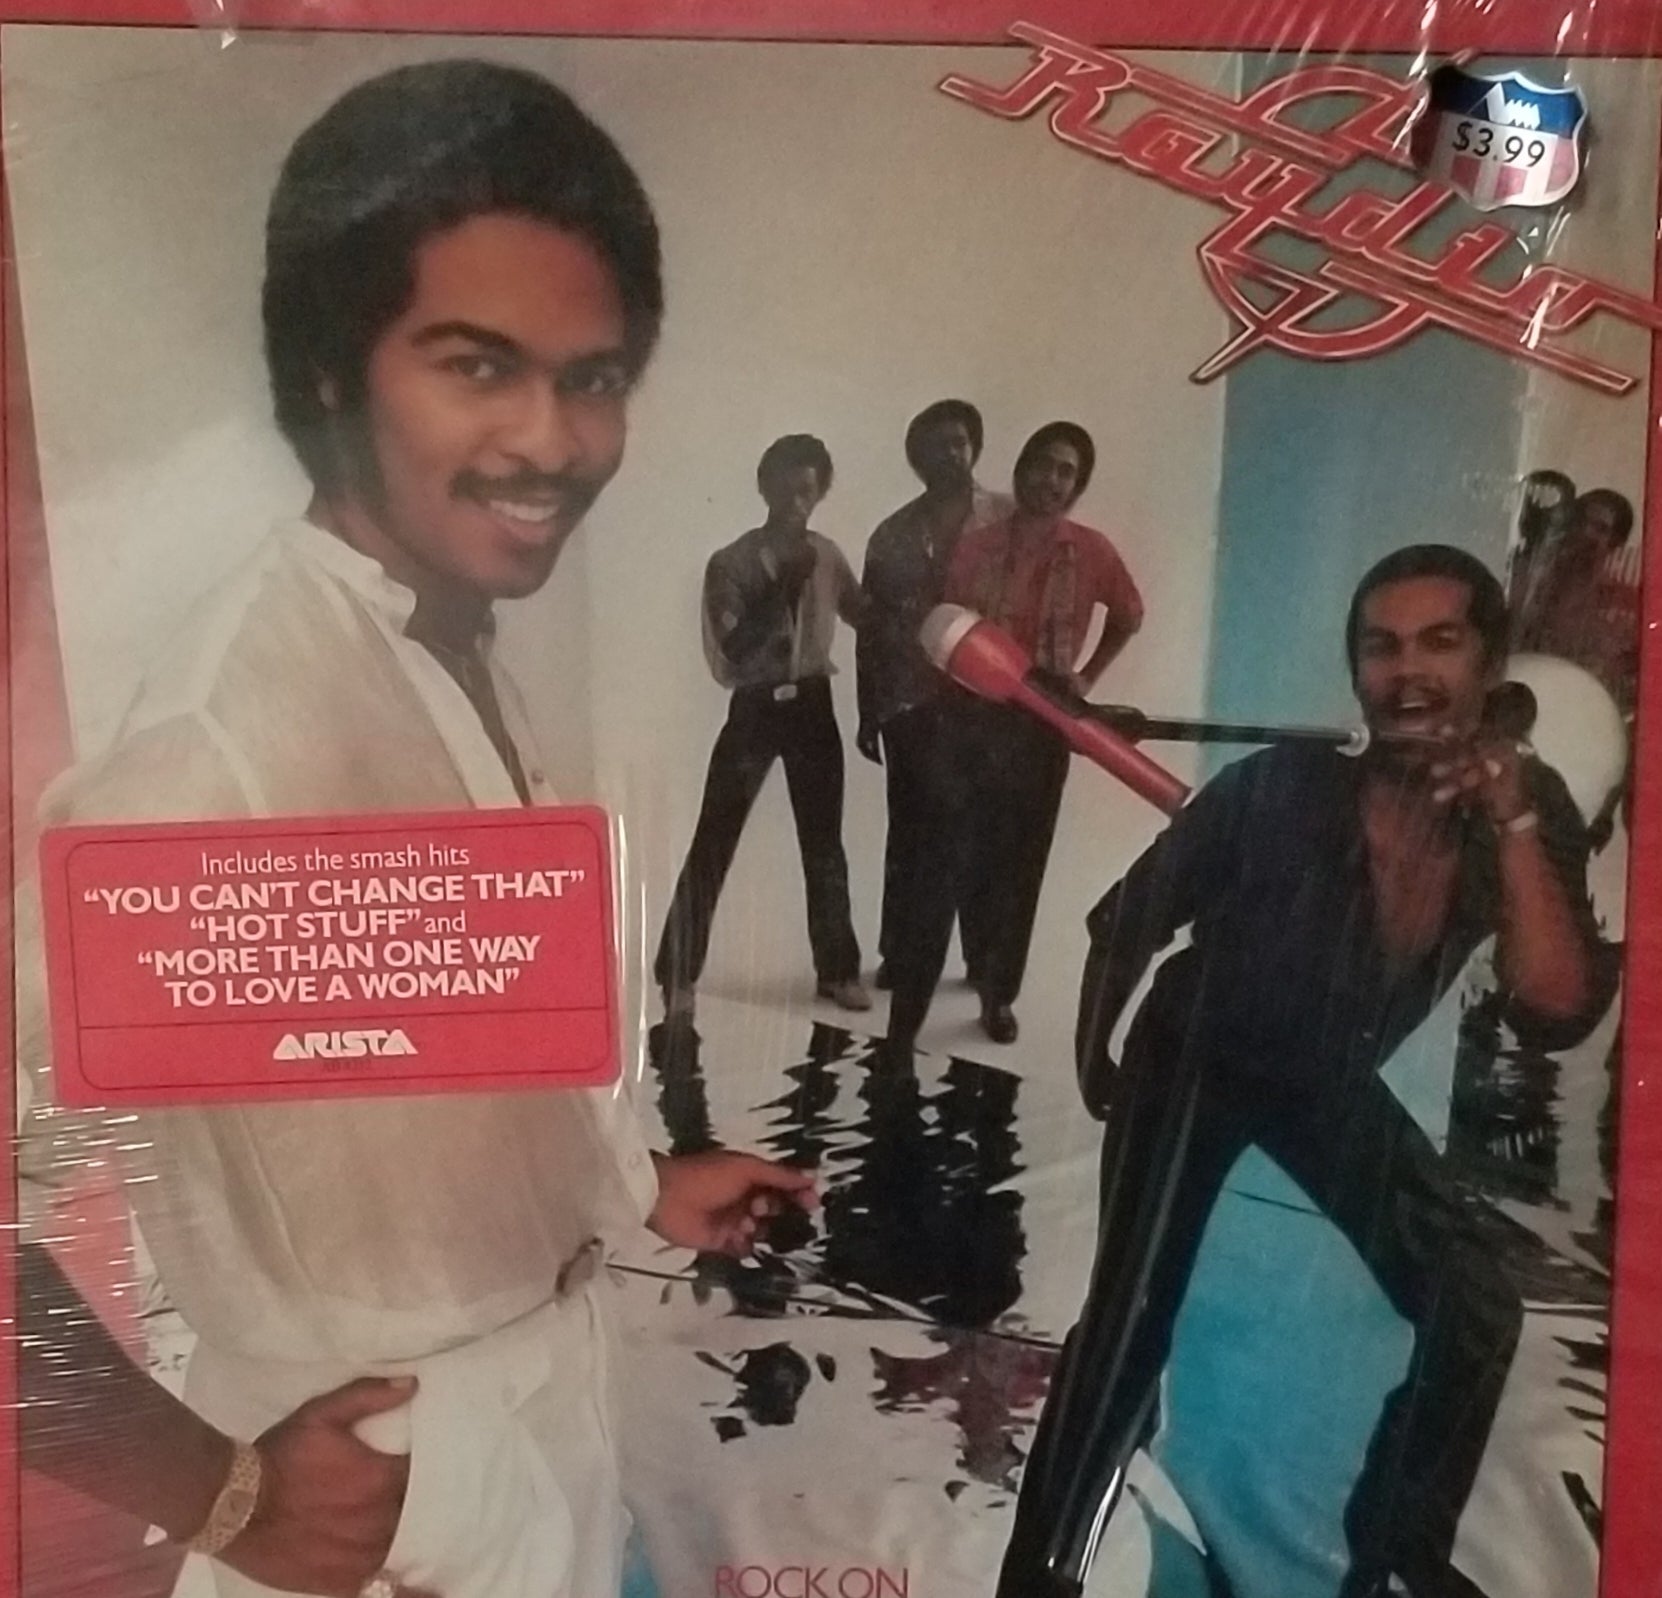 Raydio
$3.99
Includes the smash hits
“YOU CAN'T CHANGE THAT”
“HOT STUFF” and
“MORE THAN ONE WAY
TO LOVE A WOMAN”
ARISTA
ROCK ON